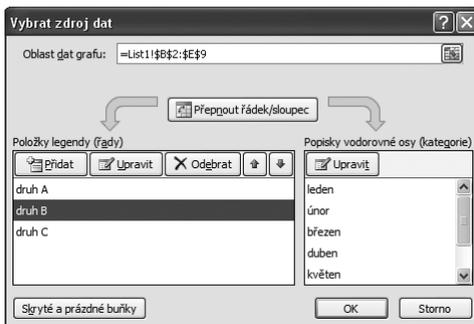 Vybrat zdroj dat
Oblast dat grafu: =List1!$B$2:$E$9
Přepnout řádek/sloupec
Položky legendy (řady)
Přidat Upravit Odebrat
druh A
druh B
druh C
Popisky vodorovné osy (kategorie)
Upravit
leden
únor
březen
duben
květen
Skryté a prázdné buňky OK Storno